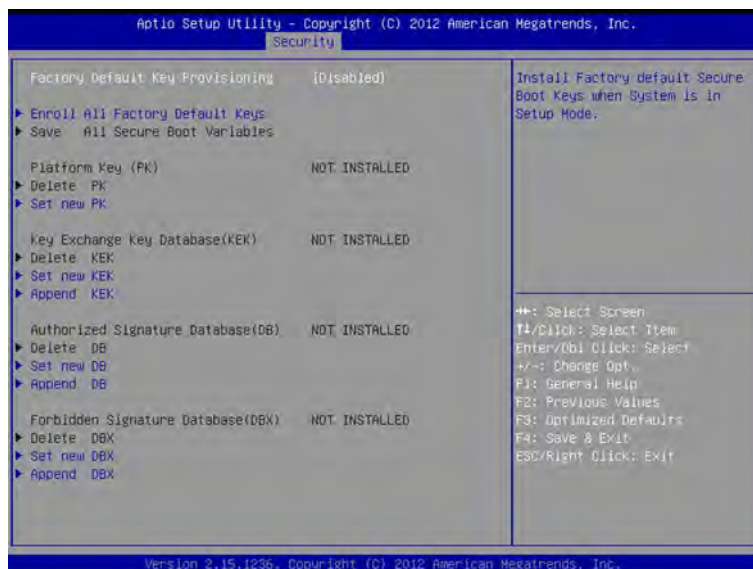 Aptio Setup Utility - Copyright (C) 2012 American Megatrends, Inc.
Security
Factory Default Key Provisioning [Disabled]
Enroll All Factory Default Keys
Save All Secure Boot Variables
Platform Key (PK) NOT INSTALLED
Delete PK
Set new PK
Key Exchange Key Database(KEK) NOT INSTALLED
Delete KEK
Set new KEK
Append KEK
Authorized Signature Database(DB) NOT INSTALLED
Delete DB
Set new DB
Append DB
Forbidden Signature Database(DBX) NOT INSTALLED
Delete DBX
Set new DBX
Append DBX
Install Factory default Secure
Boot Keys when System is in
Setup Mode.
→←: Select Screen
↑↓/Click: Select Item
Enter/Dbl Click: Select
+/-: Change Opt.
F1: General Help
F2: Previous Values
F3: Optimized Defaults
F4: Save & Exit
ESC/Right Click: Exit
Version 2.15.1236. Copyright (C) 2012 American Megatrends, Inc.